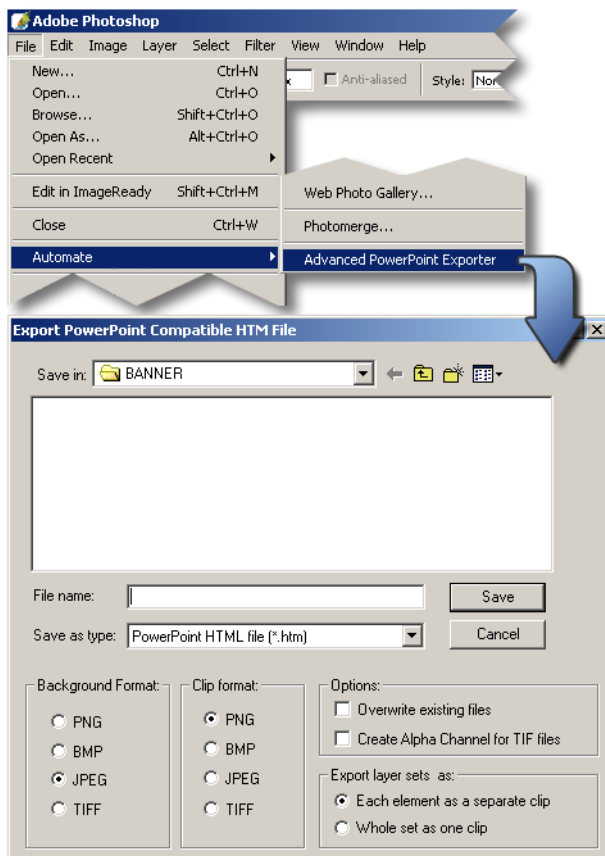 Adobe Photoshop
File Edit Image Layer Select Filter View Window Help
Anti-aliased Style:
New... Ctrl+N
Open... Ctrl+O
Browse... Shift+Ctrl+O
Open As... Alt+Ctrl+O
Open Recent
Edit in ImageReady Shift+Ctrl+M
Close Ctrl+W
Automate
Web Photo Gallery...
Photomerge...
Advanced PowerPoint Exporter
Export PowerPoint Compatible HTM File
Save in: BANNER
File name: Save
Save as type: PowerPoint HTML file (*.htm) Cancel
Background Format:
PNG
BMP
JPEG
TIFF
Clip format:
PNG
BMP
JPEG
TIFF
Options:
Overwrite existing files
Create Alpha Channel for TIF files
Export layer sets as:
Each element as a separate clip
Whole set as one clip